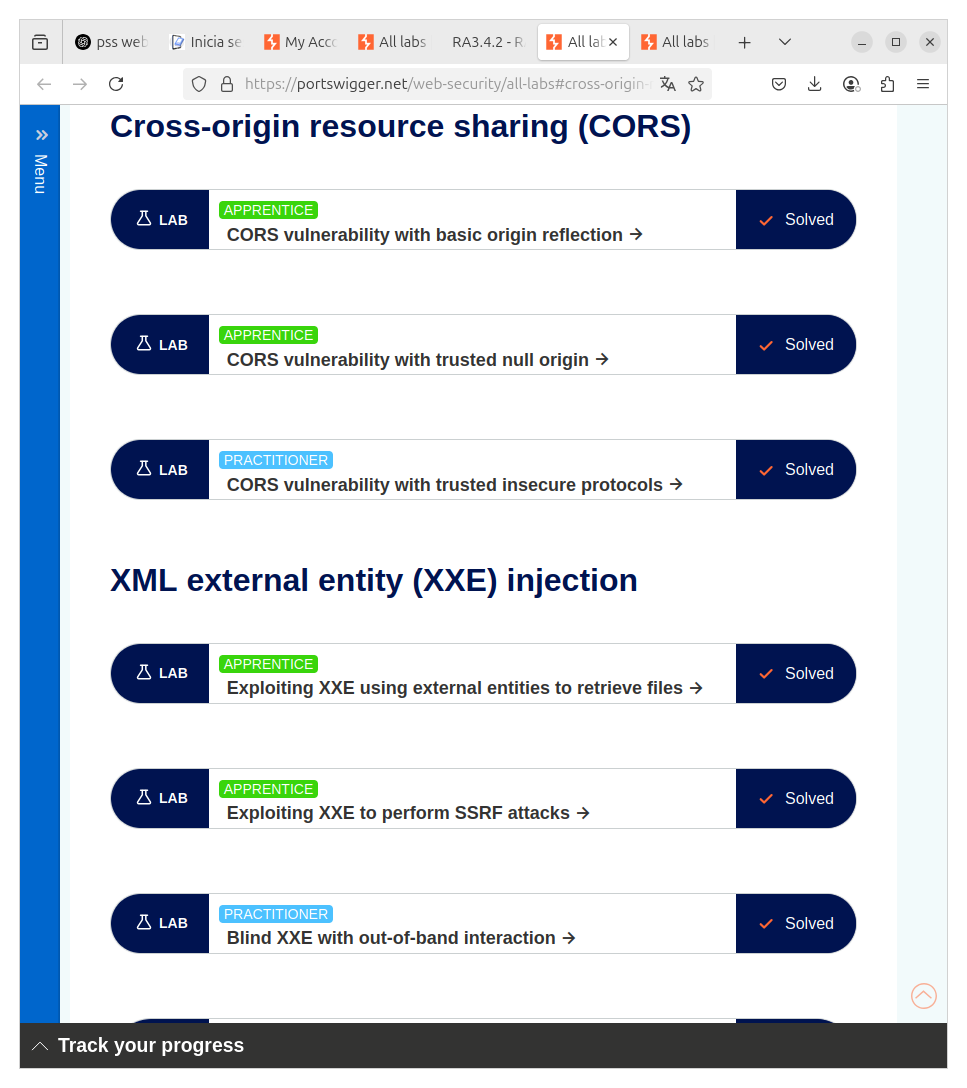 pss web
Inicia se
My Acco
All labs
RA3.4.2 - R
All lab
All labs
https://portswigger.net/web-security/all-labs#cross-origin-
Menu
Cross-origin resource sharing (CORS)
LAB
APPRENTICE
CORS vulnerability with basic origin reflection →
Solved
LAB
APPRENTICE
CORS vulnerability with trusted null origin →
Solved
LAB
PRACTITIONER
CORS vulnerability with trusted insecure protocols →
Solved
XML external entity (XXE) injection
LAB
APPRENTICE
Exploiting XXE using external entities to retrieve files →
Solved
LAB
APPRENTICE
Exploiting XXE to perform SSRF attacks →
Solved
LAB
PRACTITIONER
Blind XXE with out-of-band interaction →
Solved
Track your progress